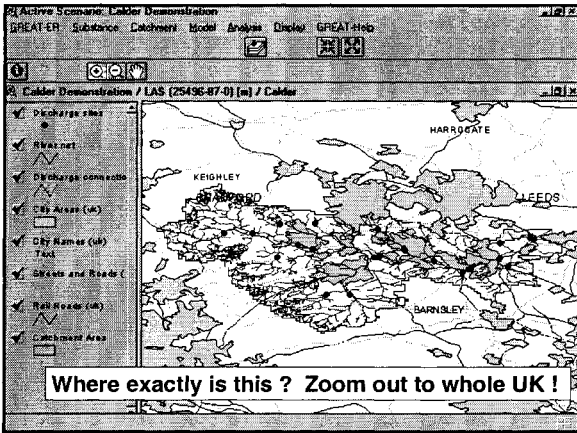 Active Scenario: Calder Demonstration
GREAT-ER Substance Catchment Model Analysis Display GREAT-Help
Calder Demonstration / LAS (25496-87-0) [m] / Calder
Discharge sites
River net
Discharge connectio
City Areas (uk)
City Names (uk)
Text
Streets and Roads (
Rail Roads (uk)
Catchment Area
HARROGATE
KEIGHLEY
BRADFORD
LEEDS
BARNSLEY
Where exactly is this ? Zoom out to whole UK !